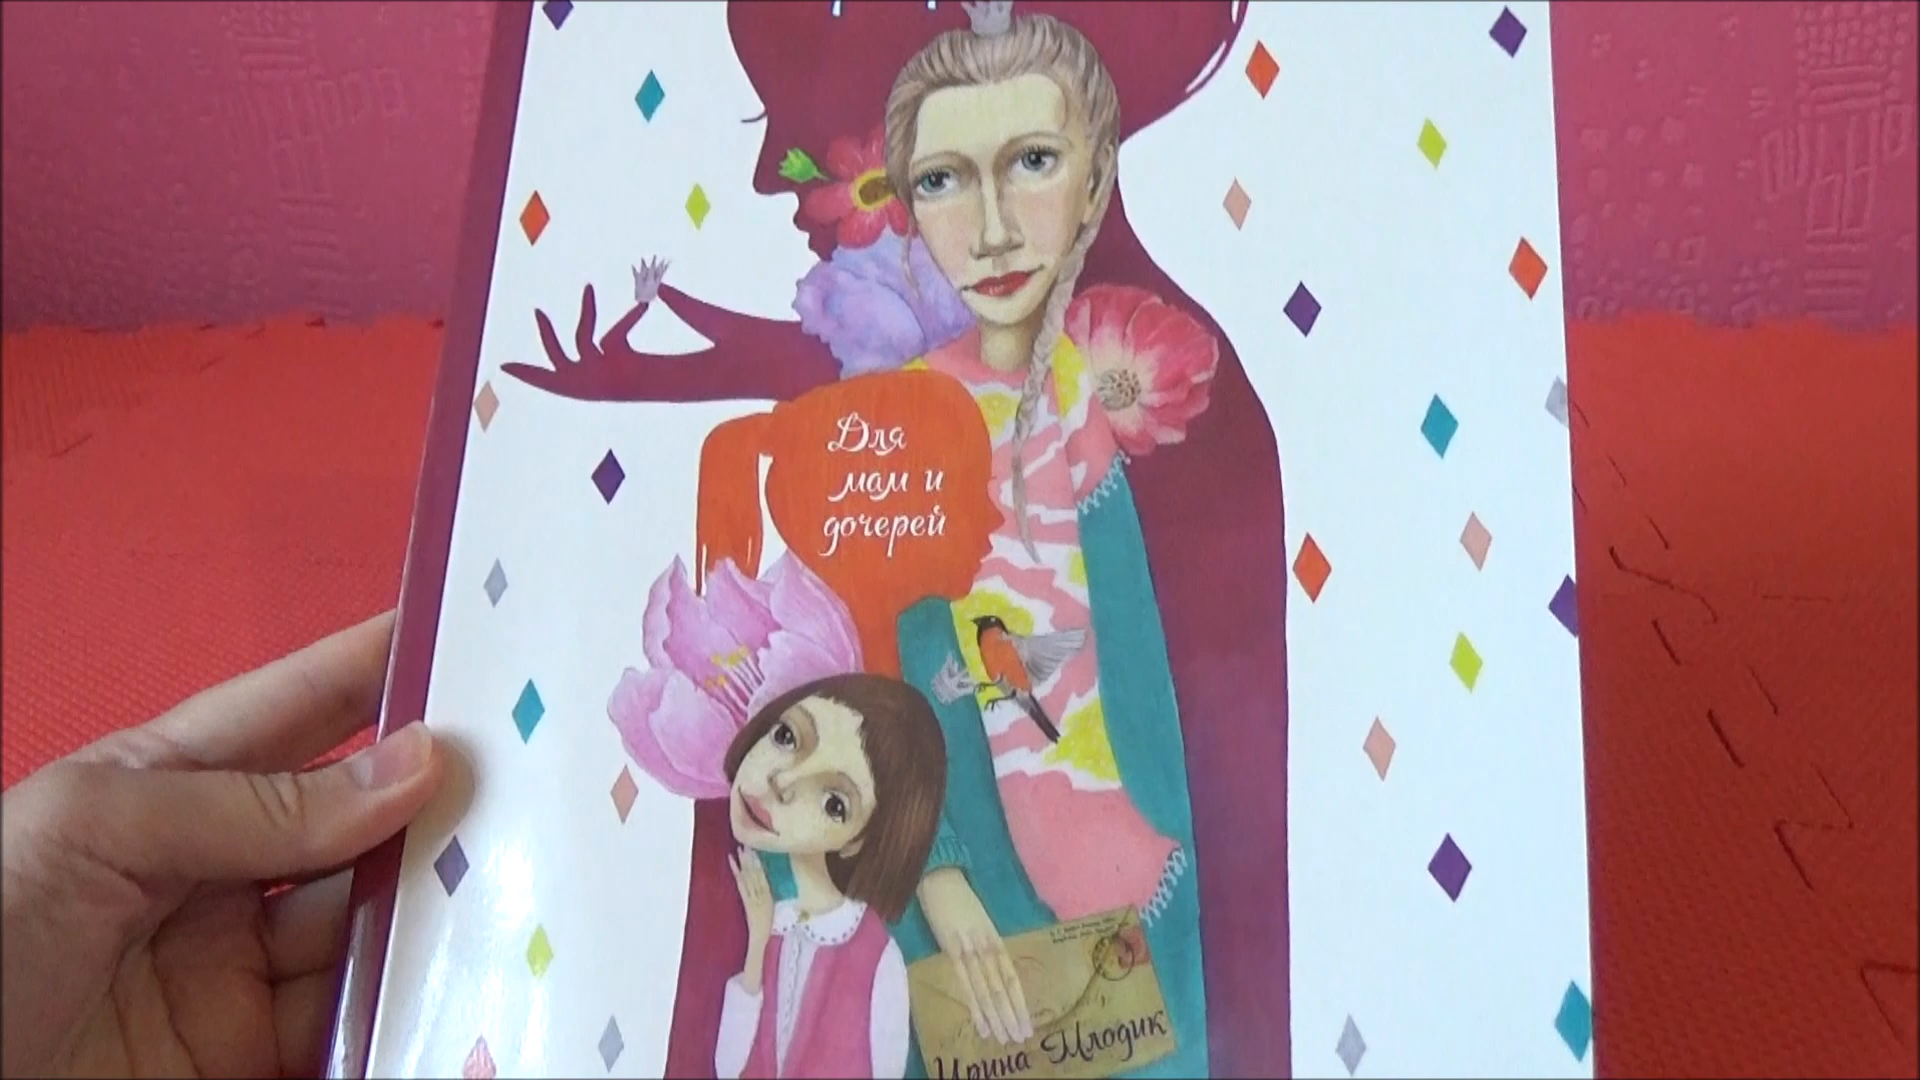 Для
мам и
дочерей
Ирина Млодик